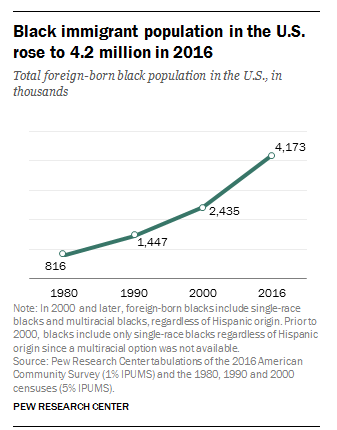 Black immigrant population in the U.S.
rose to 4.2 million in 2016
Total foreign-born black population in the U.S., in
thousands
4,173
2,435
1,447
816
1980 1990 2000 2016
Note: In 2000 and later, foreign-born blacks include single-race
blacks and multiracial blacks, regardless of Hispanic origin. Prior to
2000, blacks include only single-race blacks regardless of Hispanic
origin since a multiracial option was not available.
Source: Pew Research Center tabulations of the 2016 American
Community Survey (1% IPUMS) and the 1980, 1990 and 2000
censuses (5% IPUMS).
PEW RESEARCH CENTER